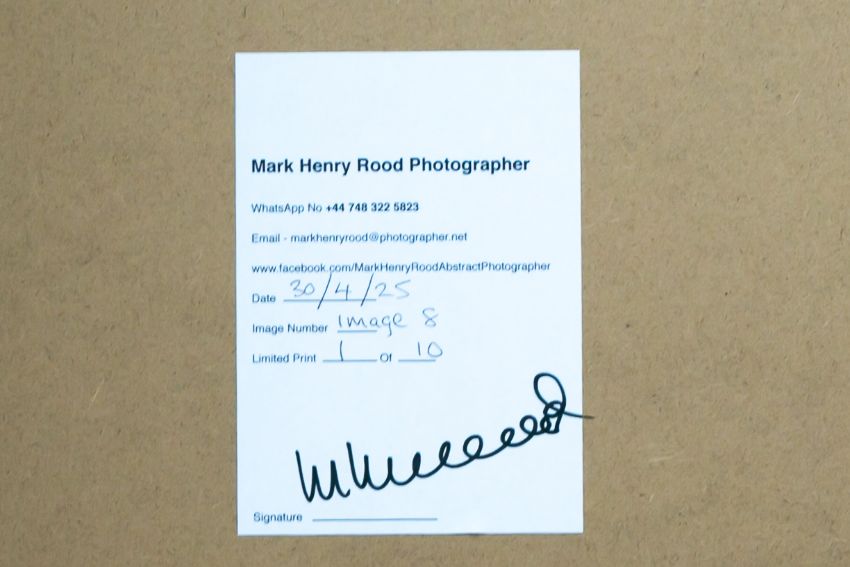 Mark Henry Rood Photographer
WhatsApp No +44 748 322 5823
Email - markhenryrood@photographer.net
www.facebook.com/MarkHenryRoodAbstractPhotographer
Date 30/4/25
Image Number Image 8
Limited Print 1 Of 10
Signature